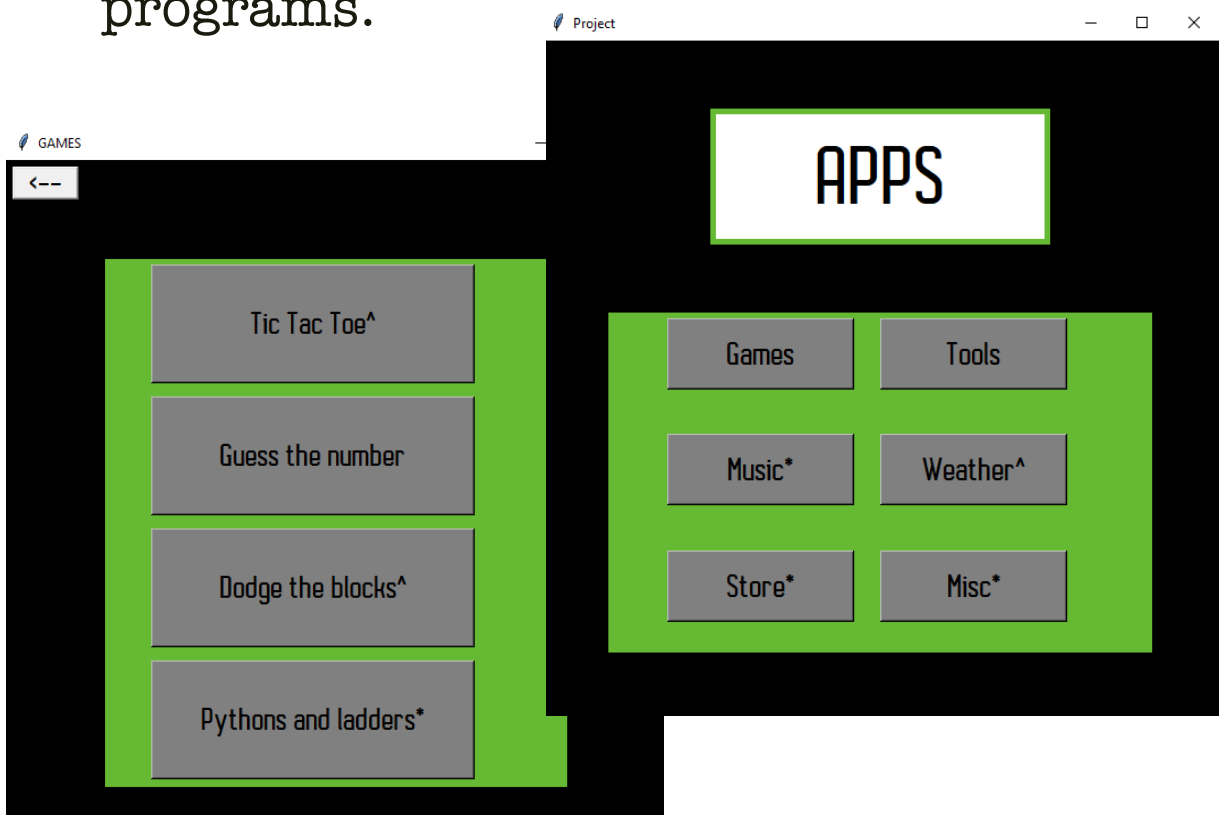 programs.
Project
GAMES
<--
Tic Tac Toe^
Guess the number
Dodge the blocks^
Pythons and ladders*
APPS
Games
Tools
Music*
Weather^
Store*
Misc*